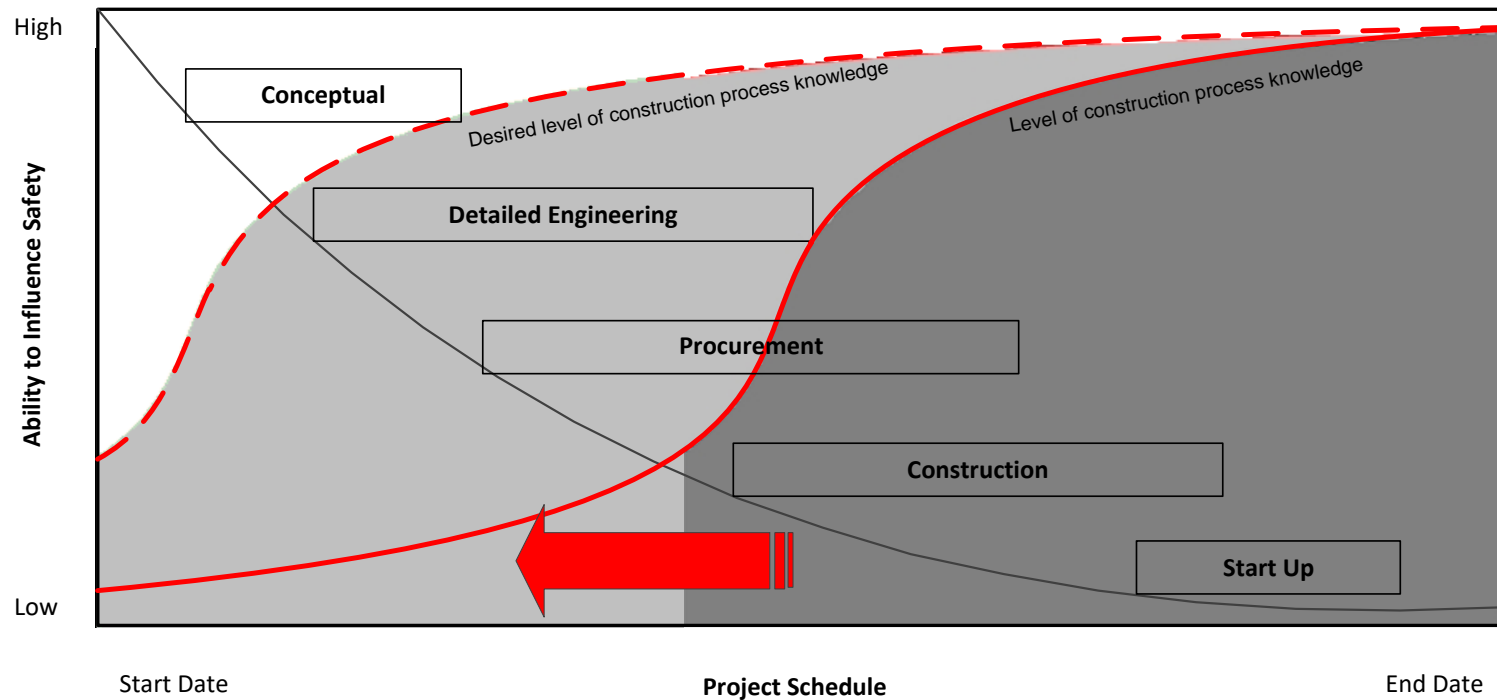 High
Conceptual
Desired level of construction process knowledge
Level of construction process knowledge
Ability to Influence Safety
Detailed Engineering
Procurement
Construction
Start Up
Low
Start Date
Project Schedule
End Date